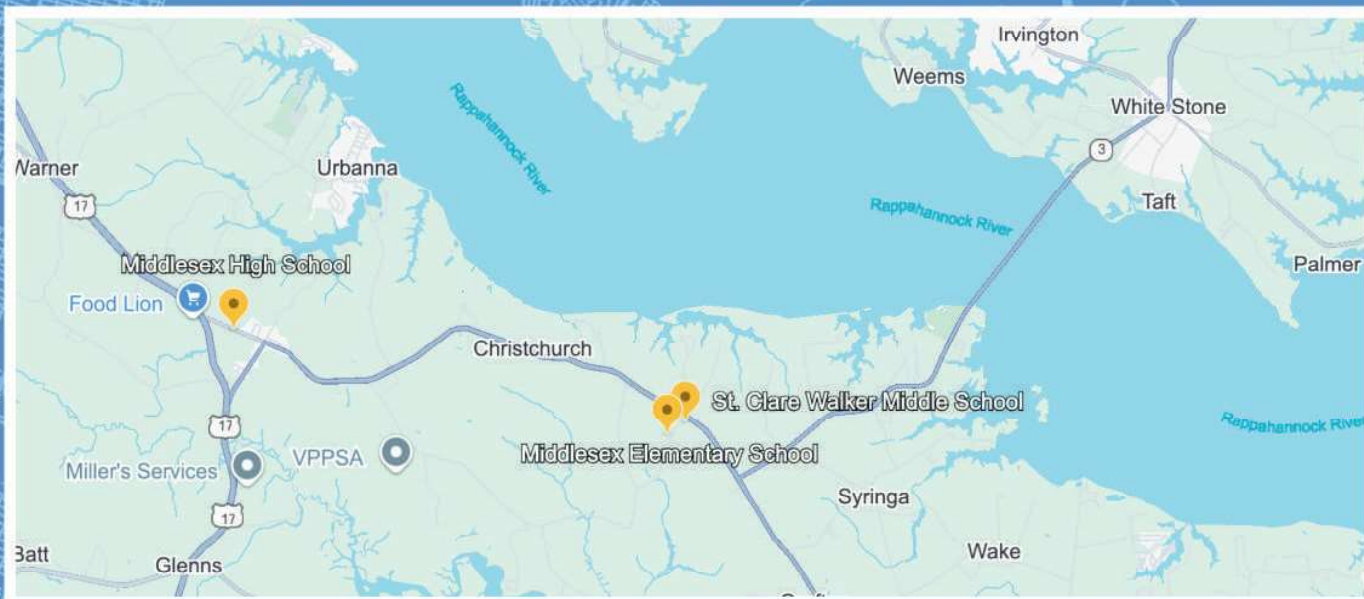 Irvington
Weems
White Stone
Rappahannock
River
3
Warner
Urbanna
17
Taft
Rappahannock River
Middlesex High School
Palmer
Food Lion
Christchurch
St. Clare Walker Middle School
Rappahannock River
17
Middlesex Elementary School
VPPSA
Miller's Services
Syringa
17
Wake
Glenns